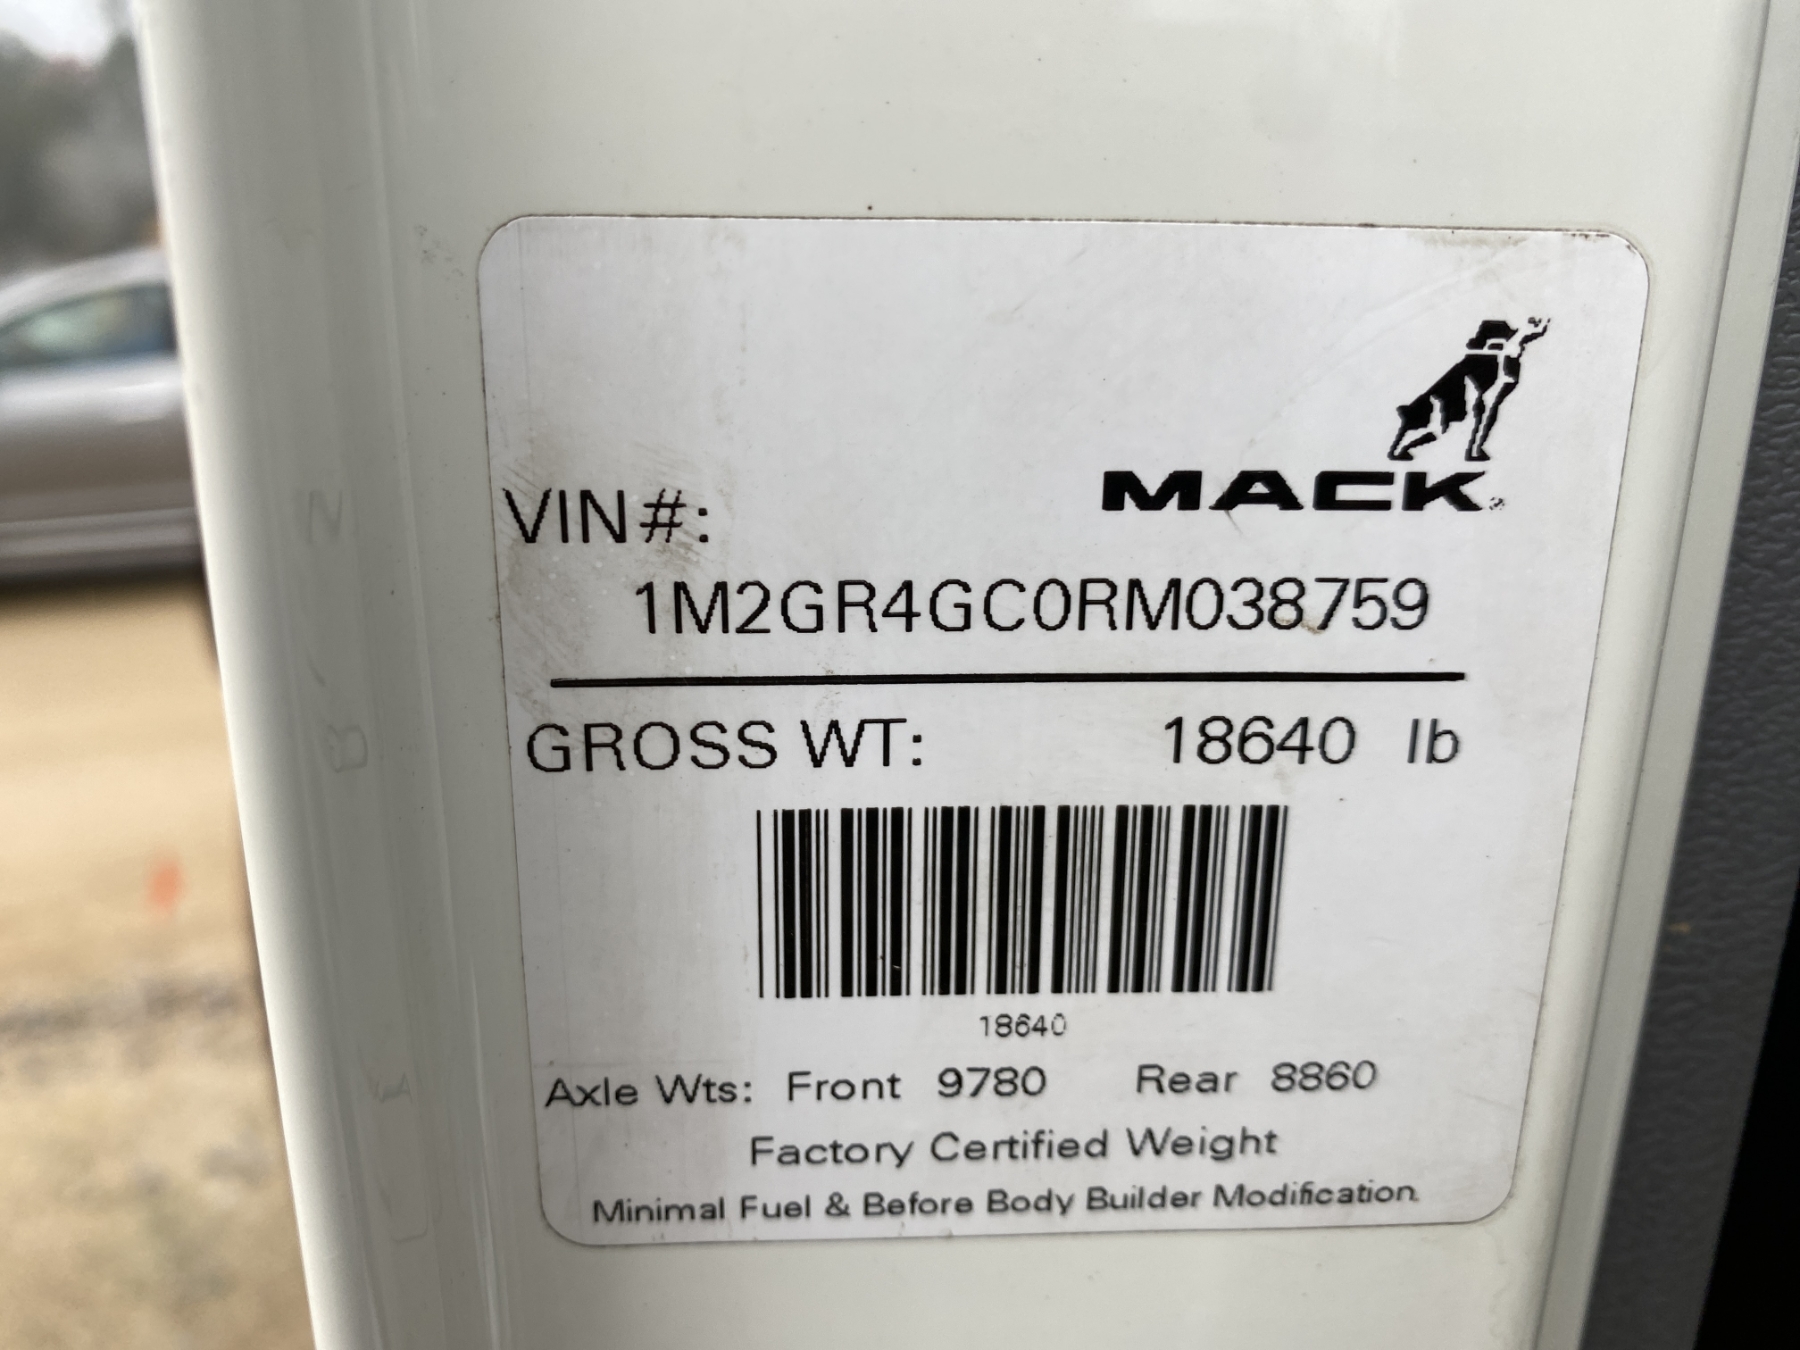 MACK
VIN#:
1M2GR4GC0RM038759
GROSS WT: 18640 lb
18640
Axle Wts: Front 9780 Rear 8860
Factory Certified Weight
Minimal Fuel & Before Body Builder Modification